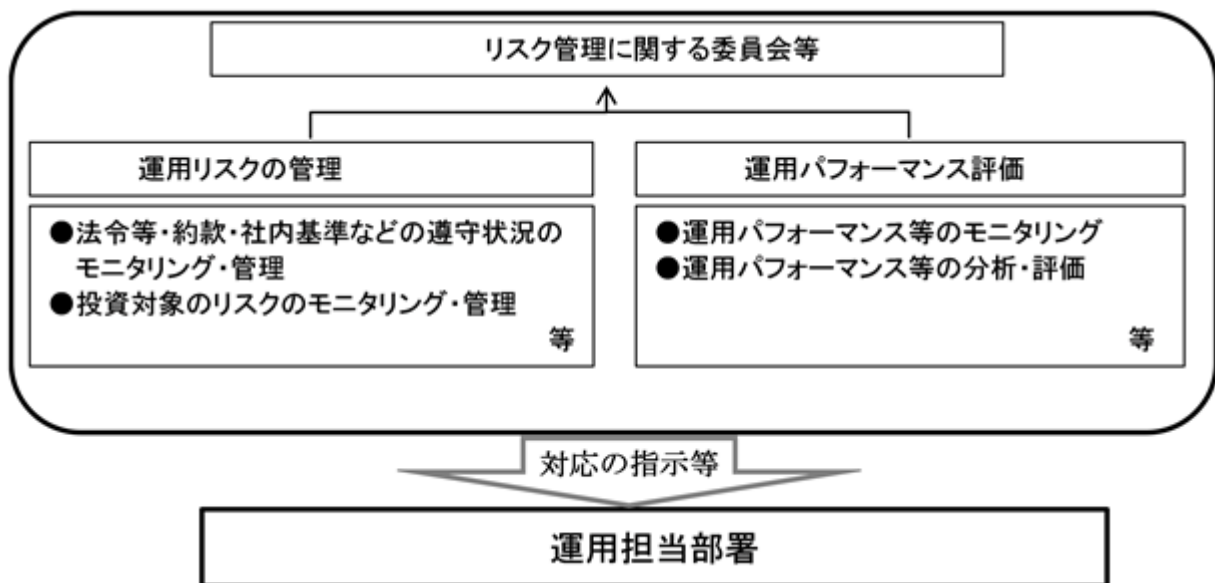 リスク管理に関する委員会等
運用リスクの管理
●法令等・約款・社内基準などの遵守状況の
モニタリング・管理
●投資対象のリスクのモニタリング・管理
等
運用パフォーマンス評価
●運用パフォーマンス等のモニタリング
●運用パフォーマンス等の分析・評価
等
対応の指示等
運用担当部署